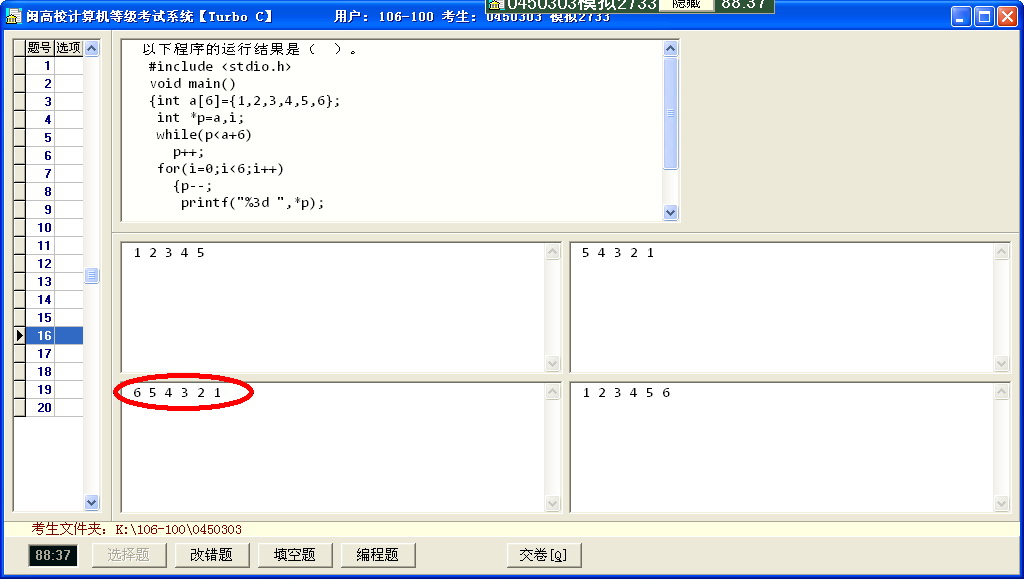 闽高校计算机等级考试系统【Turbo C】 用户: 106-100 考生: 0450303 模拟2733
0450303模拟2733 隐藏 88:37
题号 选项
1
2
3
4
5
6
7
8
9
10
11
12
13
14
15
16
17
18
19
20
以下程序的运行结果是（ ）。
#include <stdio.h>
void main()
{int a[6]={1,2,3,4,5,6};
int *p=a,i;
while(p<a+6)
p++;
for(i=0;i<6;i++)
{p--;
printf("%3d ",*p);
1 2 3 4 5
5 4 3 2 1
6 5 4 3 2 1
1 2 3 4 5 6
考生文件夹: K:\106-100\0450303
88:37 选择题 改错题 填空题 编程题 交卷[Q]